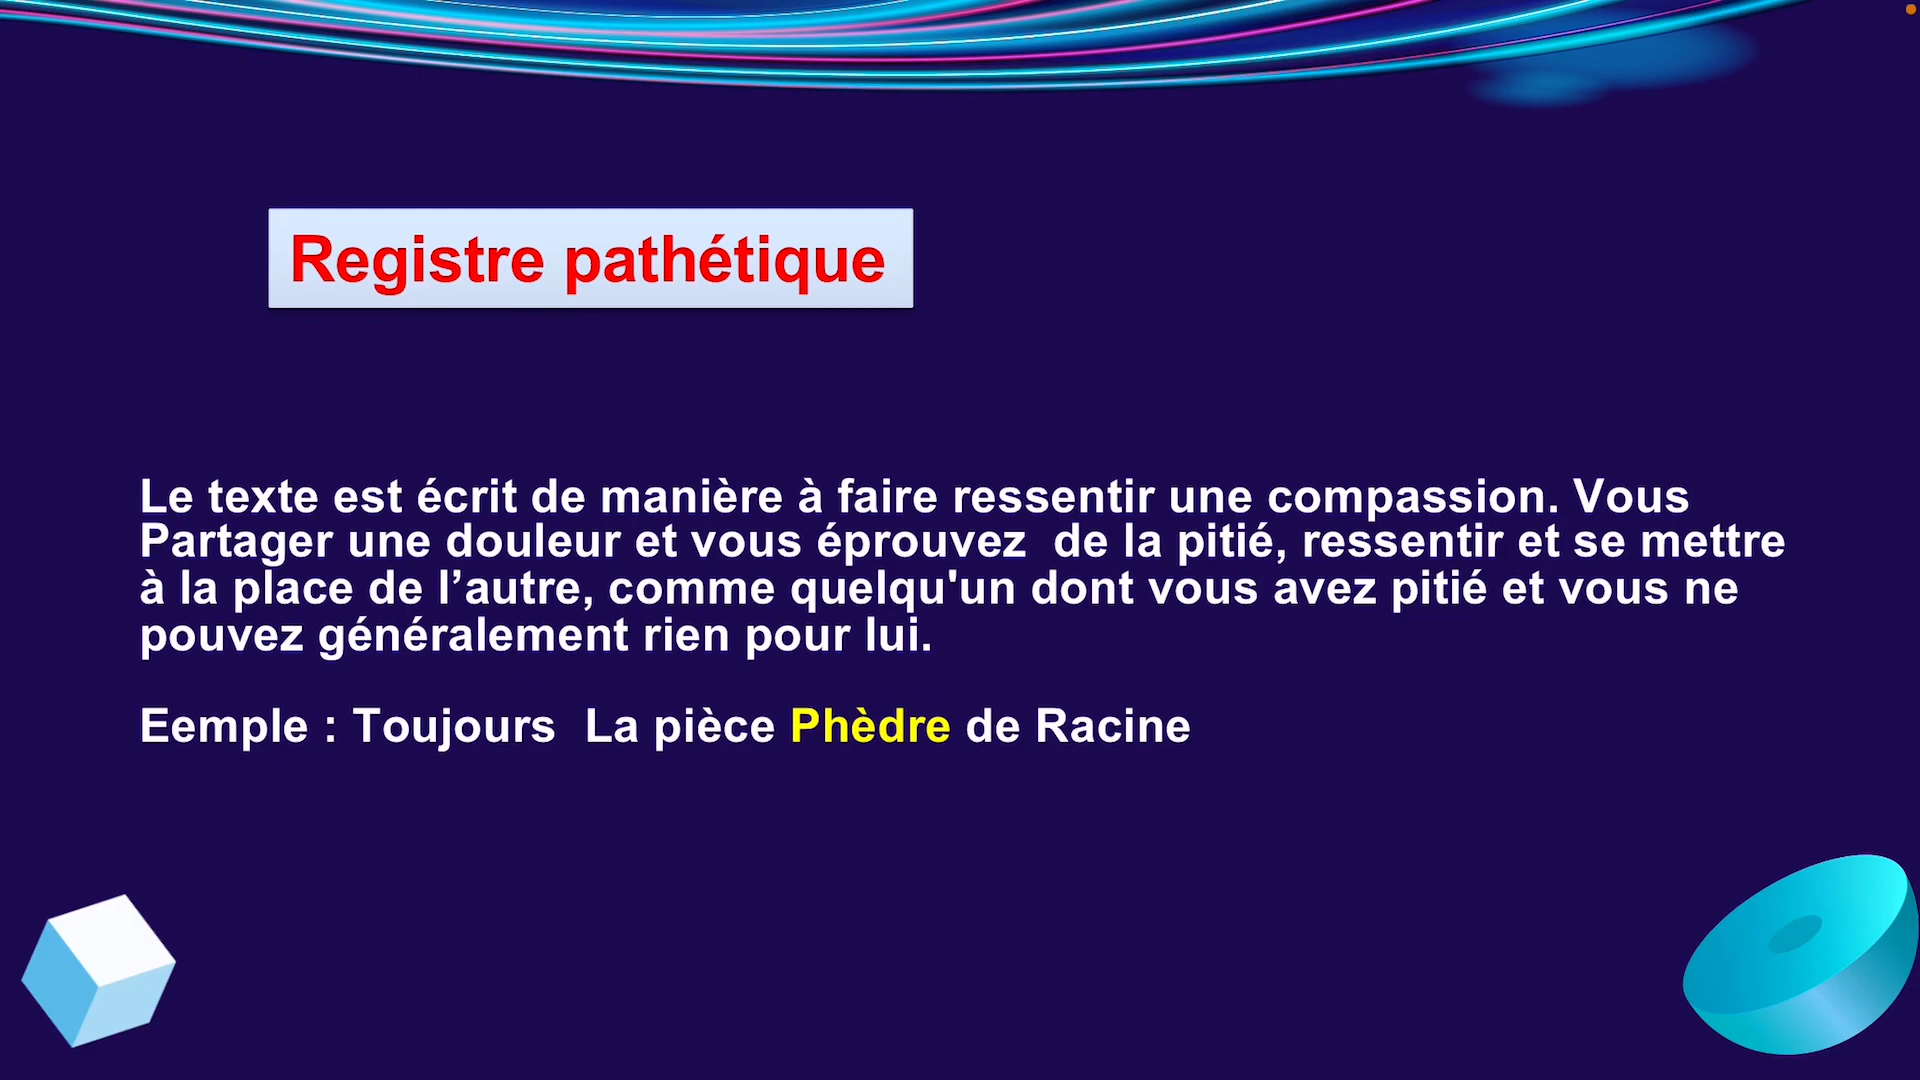 Registre pathétique
Le texte est écrit de manière à faire ressentir une compassion. Vous
Partager une douleur et vous éprouvez  de la pitié, ressentir et se mettre
à la place de l’autre, comme quelqu'un dont vous avez pitié et vous ne
pouvez généralement rien pour lui.
Eemple : Toujours  La pièce Phèdre de Racine